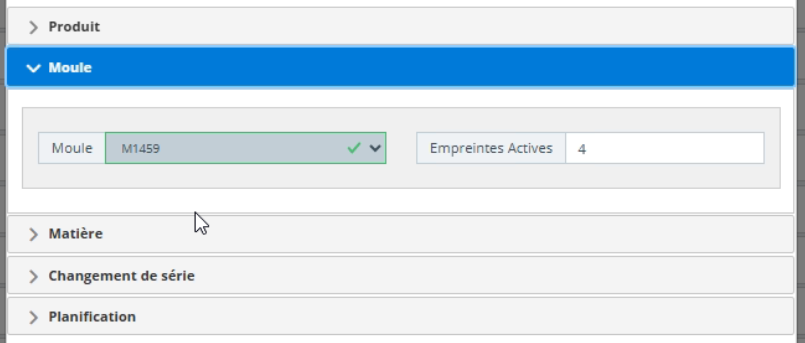 Produit
Moule
Moule M1459 Empreintes Actives 4
Matière
Changement de série
Planification